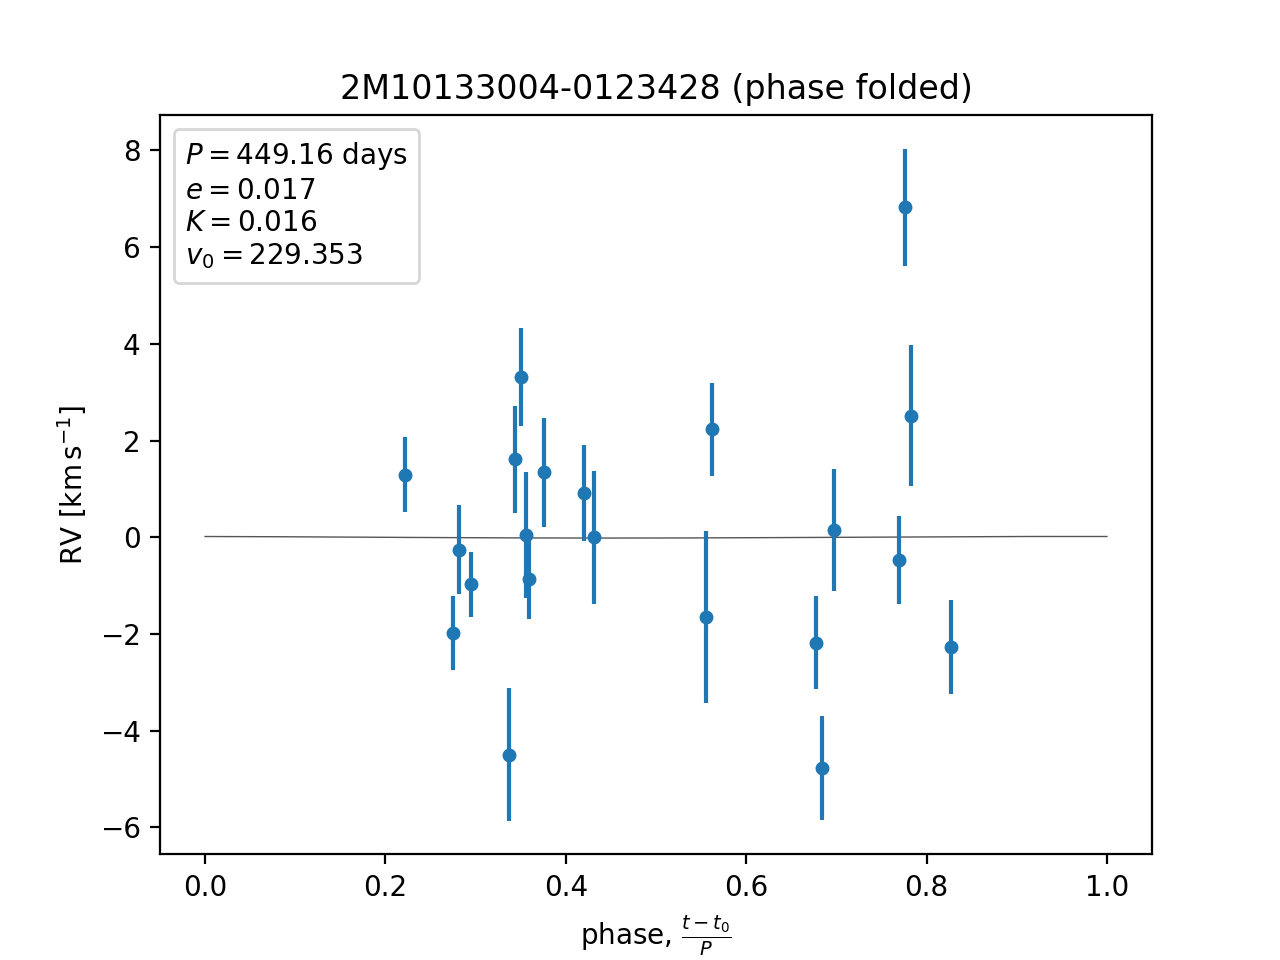 2M10133004-0123428 (phase folded)
P = 449.16 days
e = 0.017
K = 0.016
v₀ = 229.353
8
6
4
2
0
−2
−4
−6
RV [km s⁻¹]
0.0 0.2 0.4 0.6 0.8 1.0
phase, (t − t₀)/P